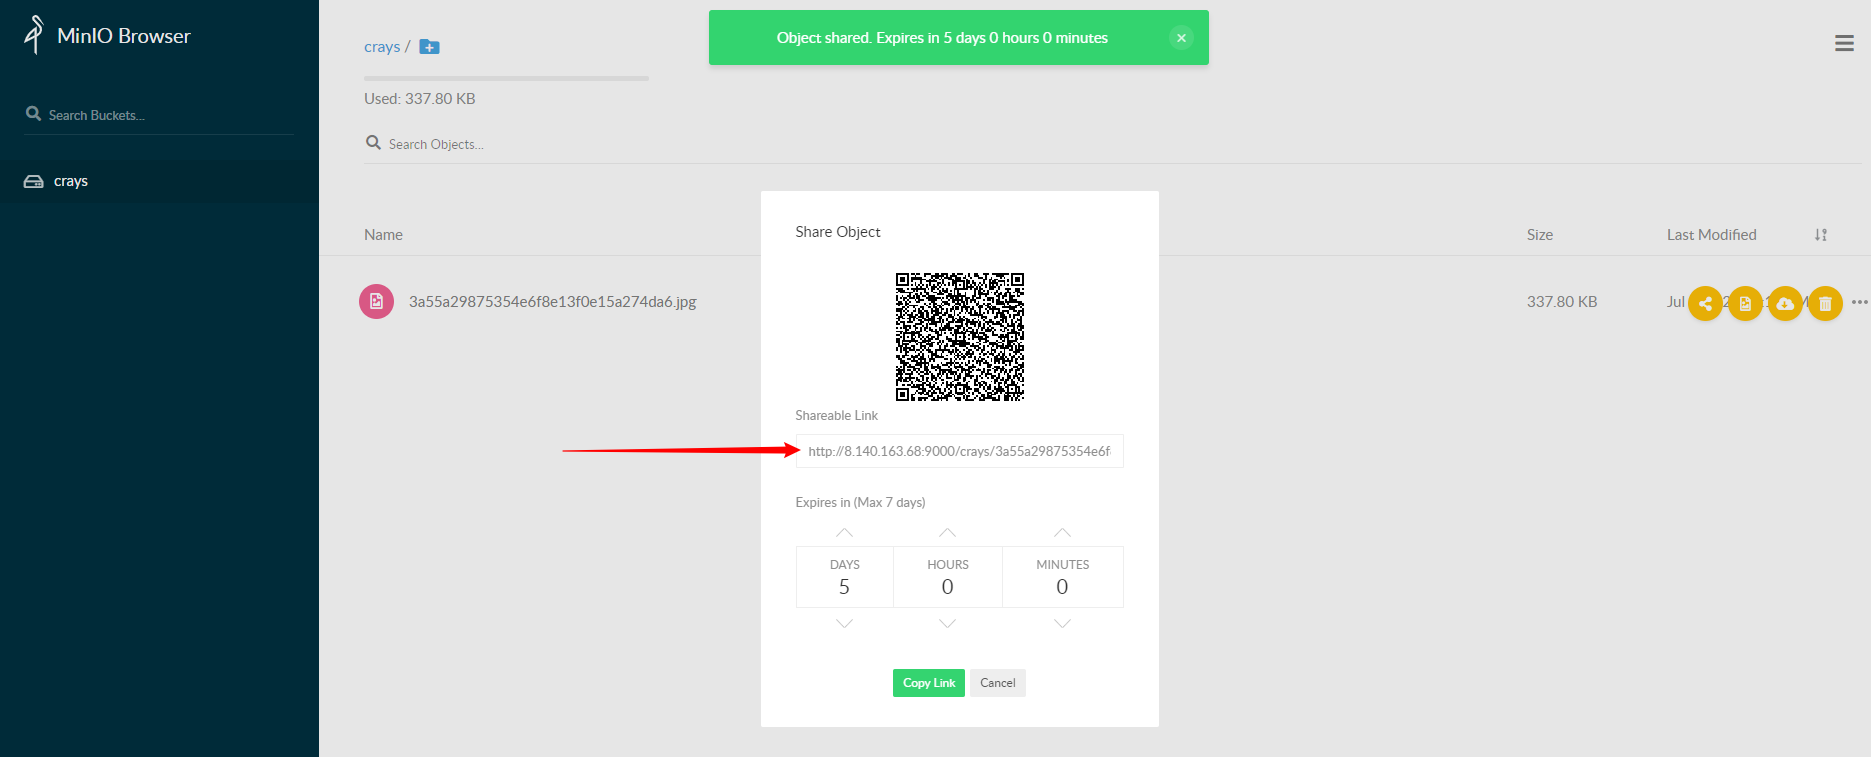 MinIO Browser
Search Buckets...
crays
crays /
Object shared. Expires in 5 days 0 hours 0 minutes
Used: 337.80 KB
Search Objects...
Name
Size
Last Modified
3a55a29875354e6f8e13f0e15a274da6.jpg
337.80 KB
Jul
Share Object
Shareable Link
http://8.140.163.68:9000/crays/3a55a29875354e6f
Expires in (Max 7 days)
DAYS
5
HOURS
0
MINUTES
0
Copy Link
Cancel